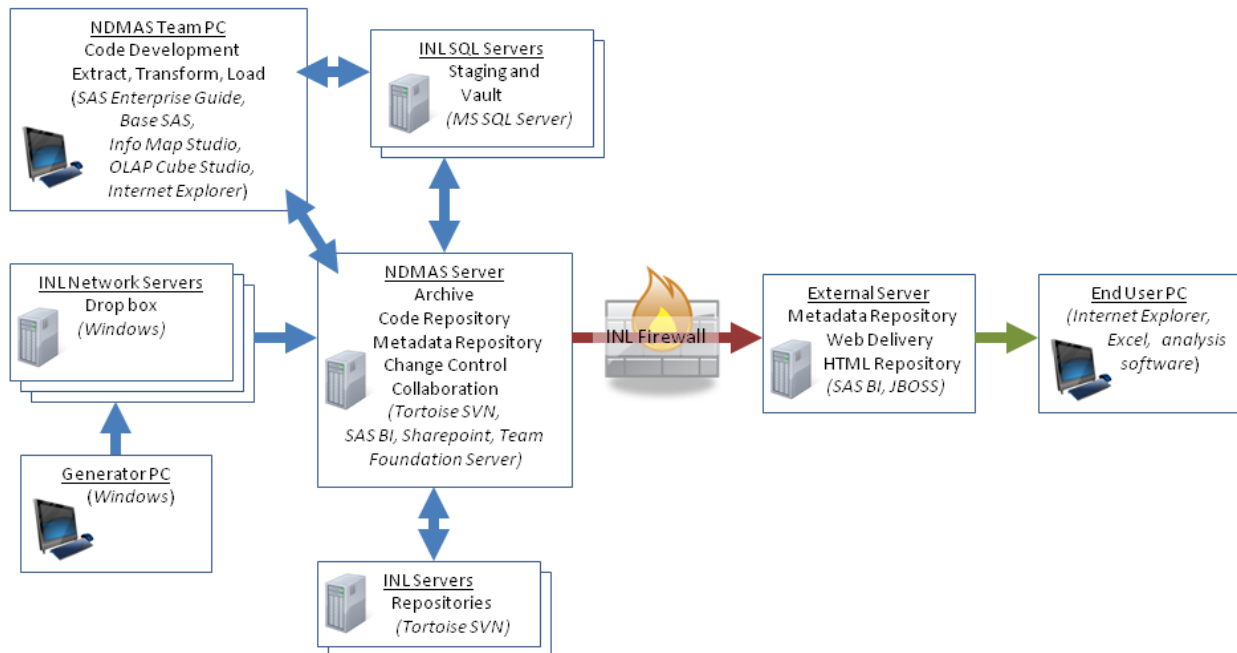 NDMAS Team PC
Code Development
Extract, Transform, Load
(SAS Enterprise Guide,
Base SAS,
Info Map Studio,
OLAP Cube Studio,
Internet Explorer)
INL SQL Servers
Staging and
Vault
(MS SQL Server)
INL Network Servers
Drop box
(Windows)
Generator PC
(Windows)
NDMAS Server
Archive
Code Repository
Metadata Repository
Change Control
Collaboration
(Tortoise SVN,
SAS BI, Sharepoint, Team
Foundation Server)
INL Servers
Repositories
(Tortoise SVN)
INL Firewall
External Server
Metadata Repository
Web Delivery
HTML Repository
(SAS BI, JBOSS)
End User PC
(Internet Explorer,
Excel, analysis
software)